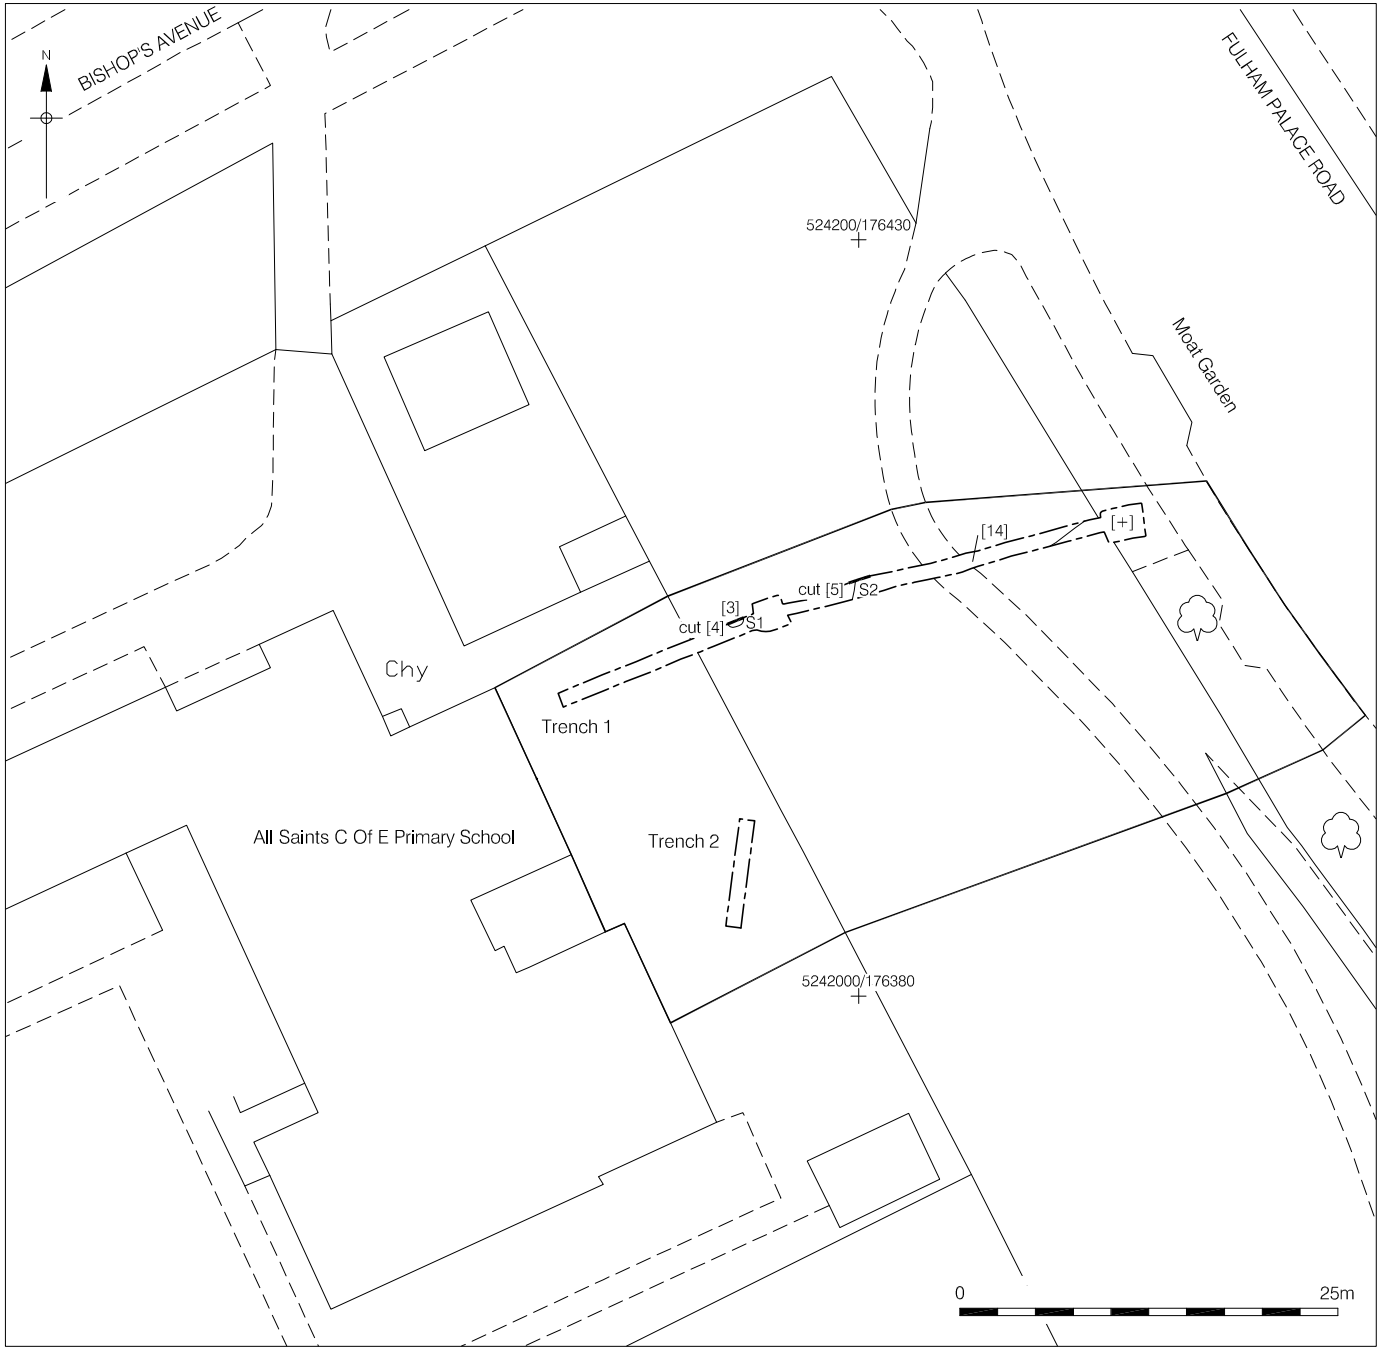 BISHOP'S AVENUE
N
FULHAM PALACE ROAD
524200/176430
Moat Garden
[+]
[14]
cut [5]
S2
[3]
cut [4]
S1
Chy
Trench 1
All Saints C Of E Primary School
Trench 2
5242000/176380
0 25m